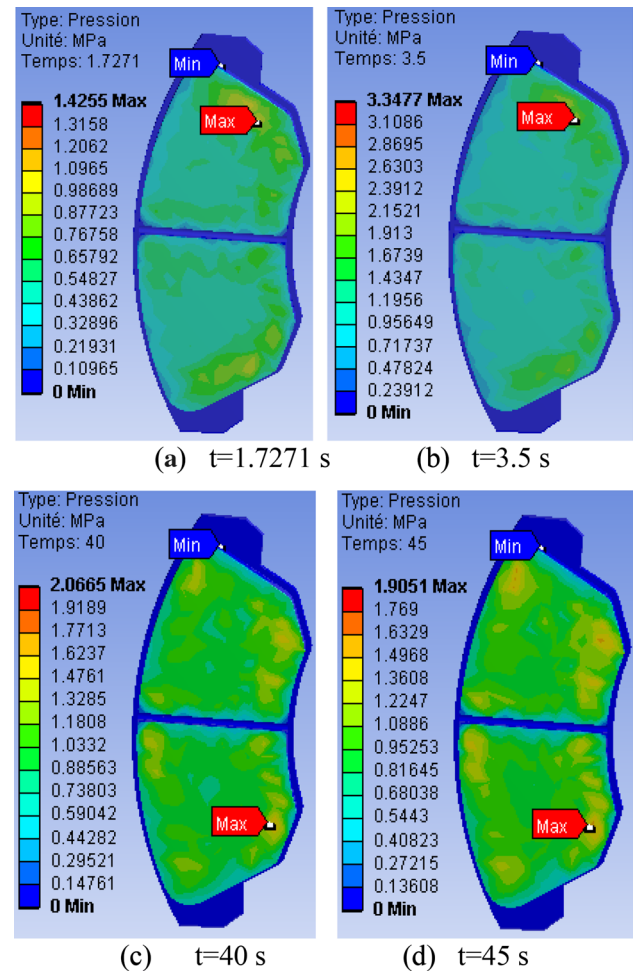 Type: Pression
Unité: MPa
Temps: 1.7271
Min
1.4255 Max
Max
1.3158
1.2062
1.0965
0.98689
0.87723
0.76758
0.65792
0.54827
0.43862
0.32896
0.21931
0.10965
0 Min
(a) t=1.7271 s
Type: Pression
Unité: MPa
Temps: 3.5
Min
3.3477 Max
Max
3.1086
2.8695
2.6303
2.3912
2.1521
1.913
1.6739
1.4347
1.1956
0.95649
0.71737
0.47824
0.23912
0 Min
(b) t=3.5 s
Type: Pression
Unité: MPa
Temps: 40
Min
2.0665 Max
1.9189
1.7713
1.6237
1.4761
1.3285
1.1808
1.0332
0.88563
0.73803
0.59042
Max
0.44282
0.29521
0.14761
0 Min
(c) t=40 s
Type: Pression
Unité: MPa
Temps: 45
Min
1.9051 Max
1.769
1.6329
1.4968
1.3608
1.2247
1.0886
0.95253
0.81645
0.68038
0.5443
Max
0.40823
0.27215
0.13608
0 Min
(d) t=45 s